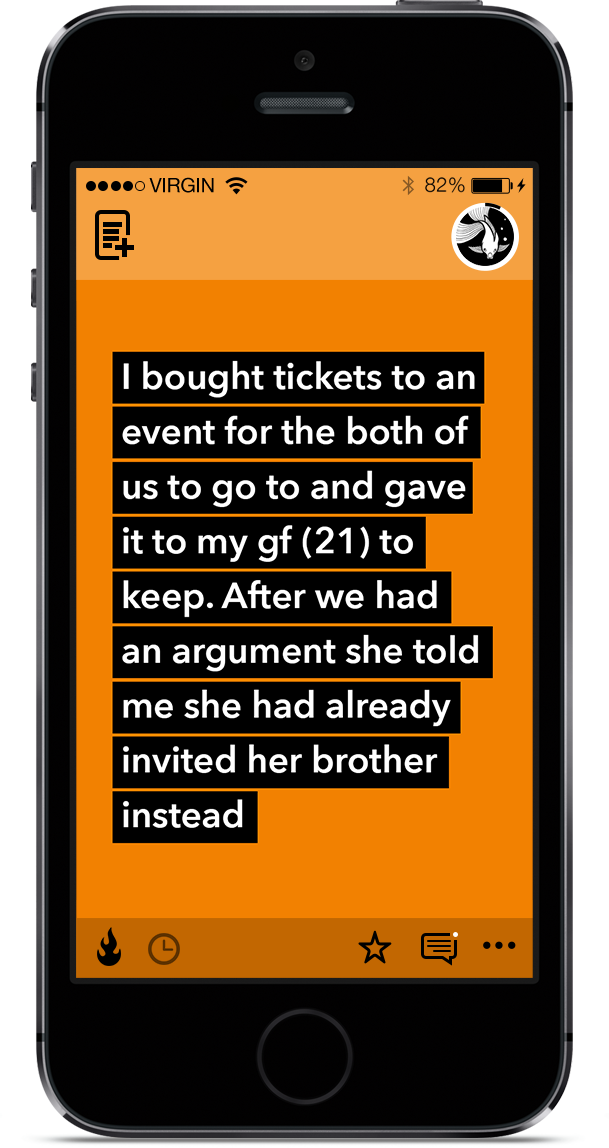 VIRGIN 82%
I bought tickets to an
event for the both of
us to go to and gave
it to my gf (21) to
keep. After we had
an argument she told
me she had already
invited her brother
instead